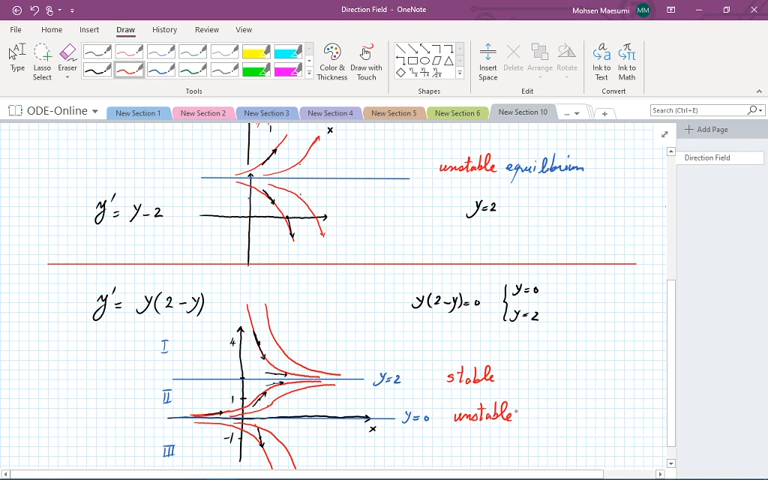 Direction Field - OneNote
Mohsen Maesumi MM
File Home Insert Draw History Review View
Type
Lasso Select
Eraser
Color & Thickness
Draw with Touch
Insert Space
Delete
Arrange
Rotate
Ink to Text
Ink to Math
Tools
Shapes
Edit
Convert
ODE-Online
New Section 1
New Section 2
New Section 3
New Section 4
New Section 5
New Section 6
New Section 10
Search (Ctrl+E)
Add Page
Direction Field
1 x
unstable equilibrium
y' = y-2
y=2
y' = y(2-y)
y(2-y)=0 { y=0
y=2
I
4
y=2
stable
II
1
y=0
unstable
x
-1
III